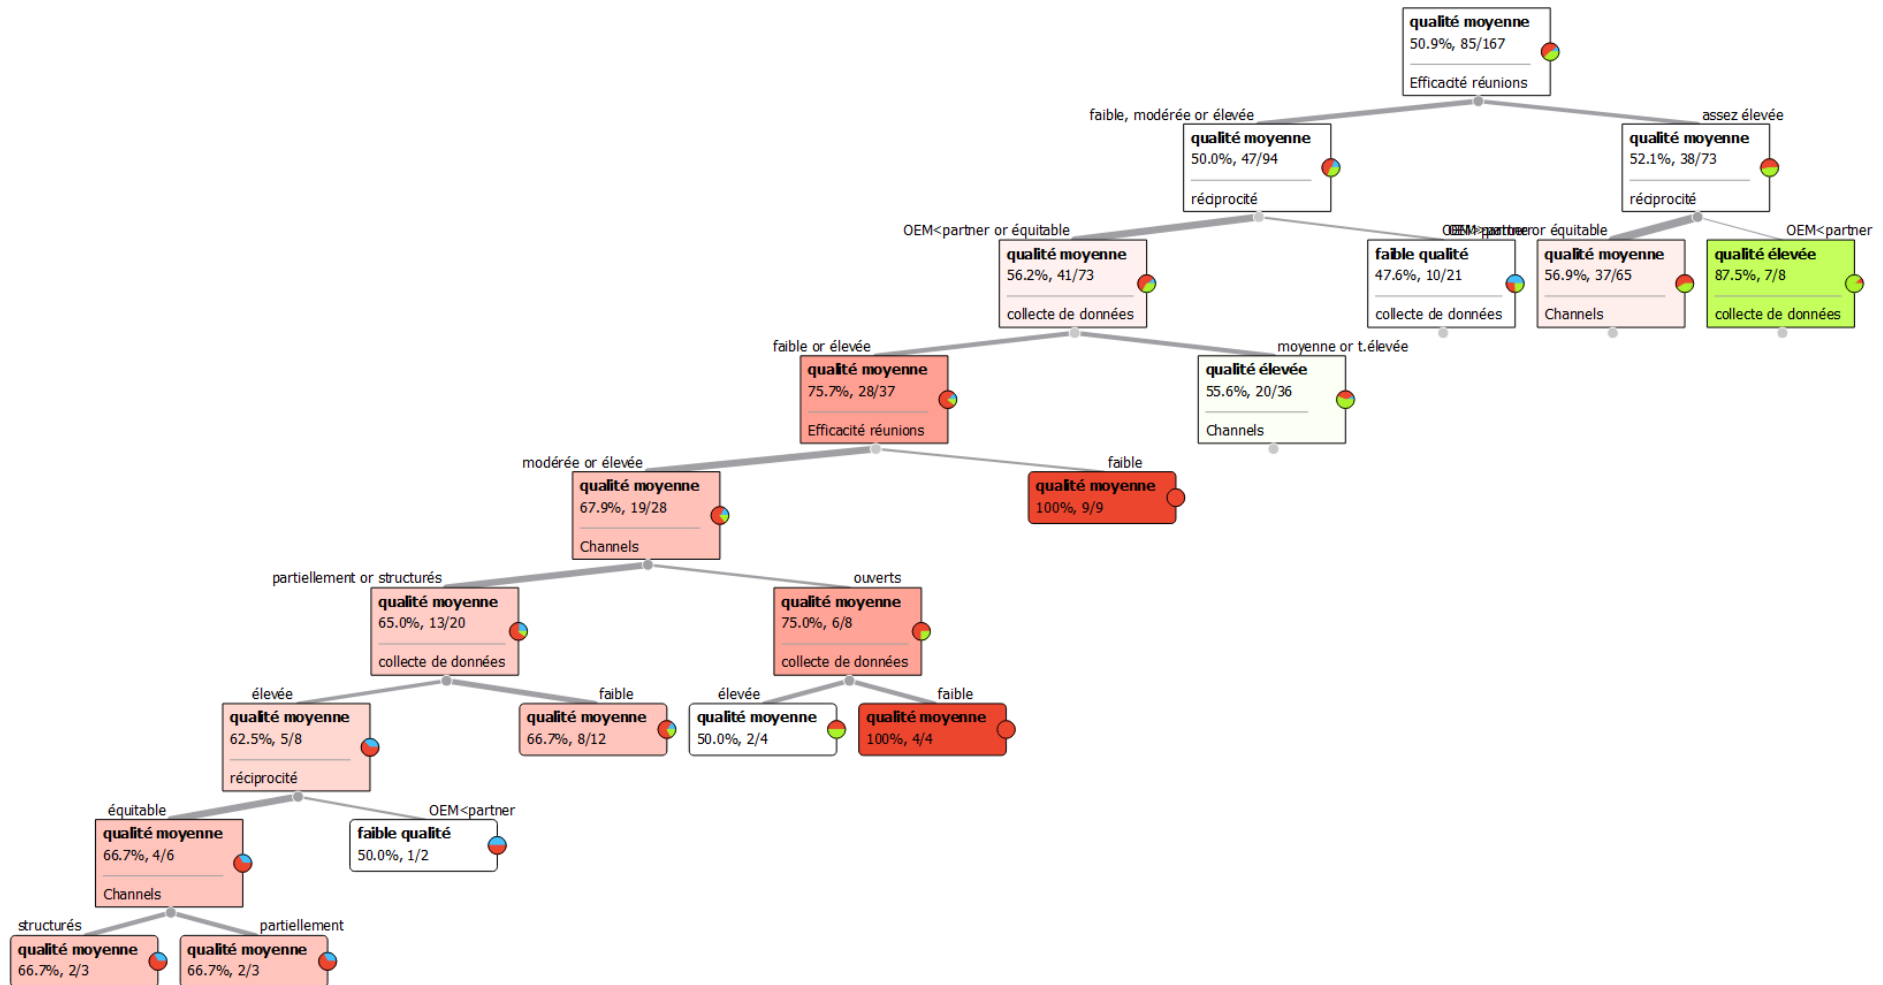 qualité moyenne
50.9%, 85/167
Efficacité réunions
faible, modérée or élevée
assez élevée
qualité moyenne
50.0%, 47/94
réciprocité
qualité moyenne
52.1%, 38/73
réciprocité
OEM<partner or équitable
or équitable
OEM<partner
qualité moyenne
56.2%, 41/73
collecte de données
faible qualité
47.6%, 10/21
collecte de données
qualité moyenne
56.9%, 37/65
Channels
qualité élevée
87.5%, 7/8
collecte de données
faible or élevée
moyenne or t.élevée
qualité moyenne
75.7%, 28/37
Efficacité réunions
qualité élevée
55.6%, 20/36
Channels
modérée or élevée
faible
qualité moyenne
67.9%, 19/28
Channels
qualité moyenne
100%, 9/9
partiellement or structurés
ouverts
qualité moyenne
65.0%, 13/20
collecte de données
qualité moyenne
75.0%, 6/8
collecte de données
élevée
faible
élevée
faible
qualité moyenne
62.5%, 5/8
réciprocité
qualité moyenne
66.7%, 8/12
qualité moyenne
50.0%, 2/4
qualité moyenne
100%, 4/4
équitable
OEM<partner
qualité moyenne
66.7%, 4/6
Channels
faible qualité
50.0%, 1/2
structurés
partiellement
qualité moyenne
66.7%, 2/3
qualité moyenne
66.7%, 2/3